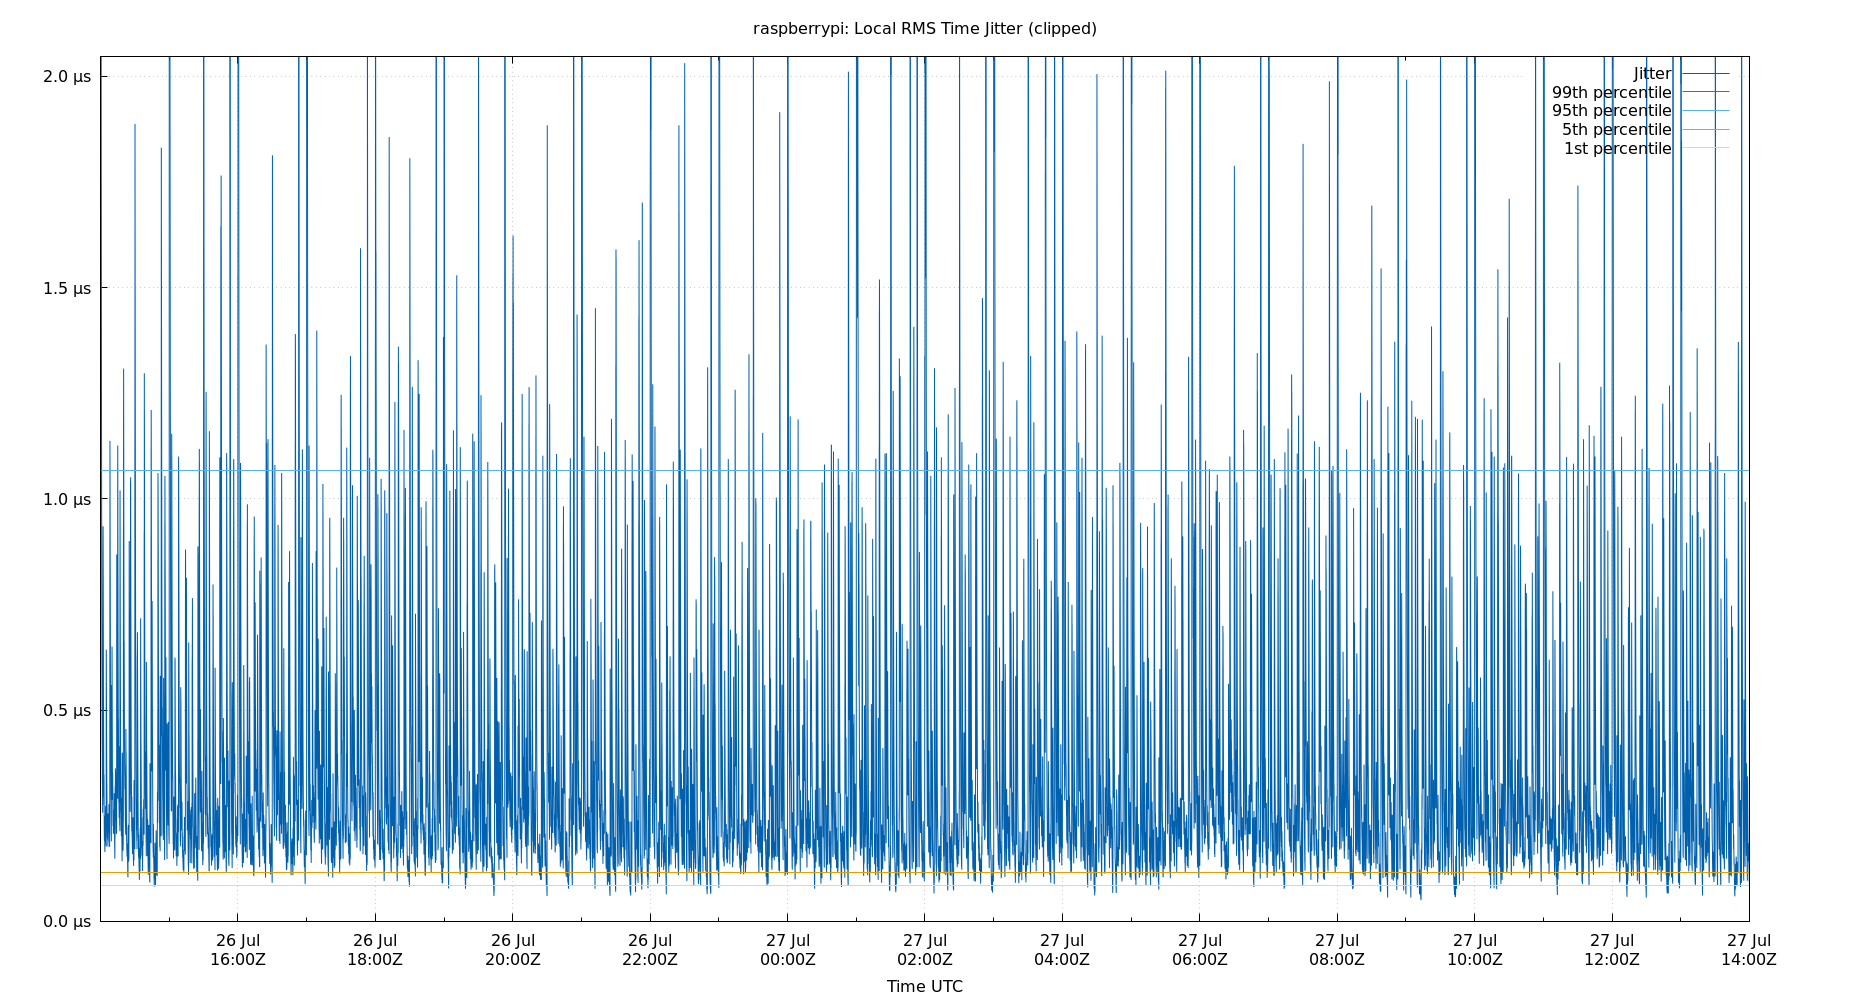 raspberrypi: Local RMS Time Jitter (clipped)
2.0 µs
1.5 µs
1.0 µs
0.5 µs
0.0 µs
Jitter
99th percentile
95th percentile
5th percentile
1st percentile
26 Jul 26 Jul 26 Jul 26 Jul 27 Jul 27 Jul 27 Jul 27 Jul 27 Jul 27 Jul 27 Jul 27 Jul
16:00Z 18:00Z 20:00Z 22:00Z 00:00Z 02:00Z 04:00Z 06:00Z 08:00Z 10:00Z 12:00Z 14:00Z
Time UTC